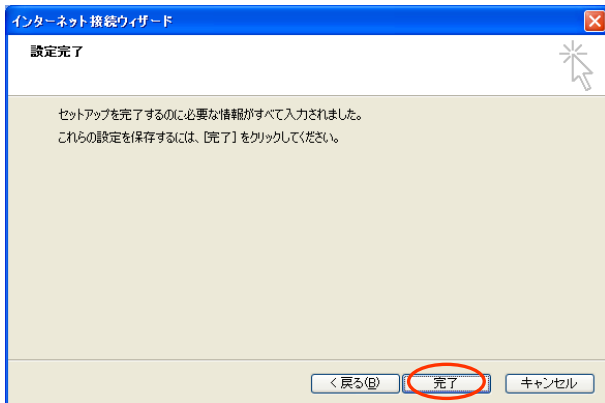 インターネット接続ウィザード
設定完了
セットアップを完了するのに必要な情報がすべて入力されました。
これらの設定を保存するには、[完了] をクリックしてください。
< 戻る(B)
完了
キャンセル